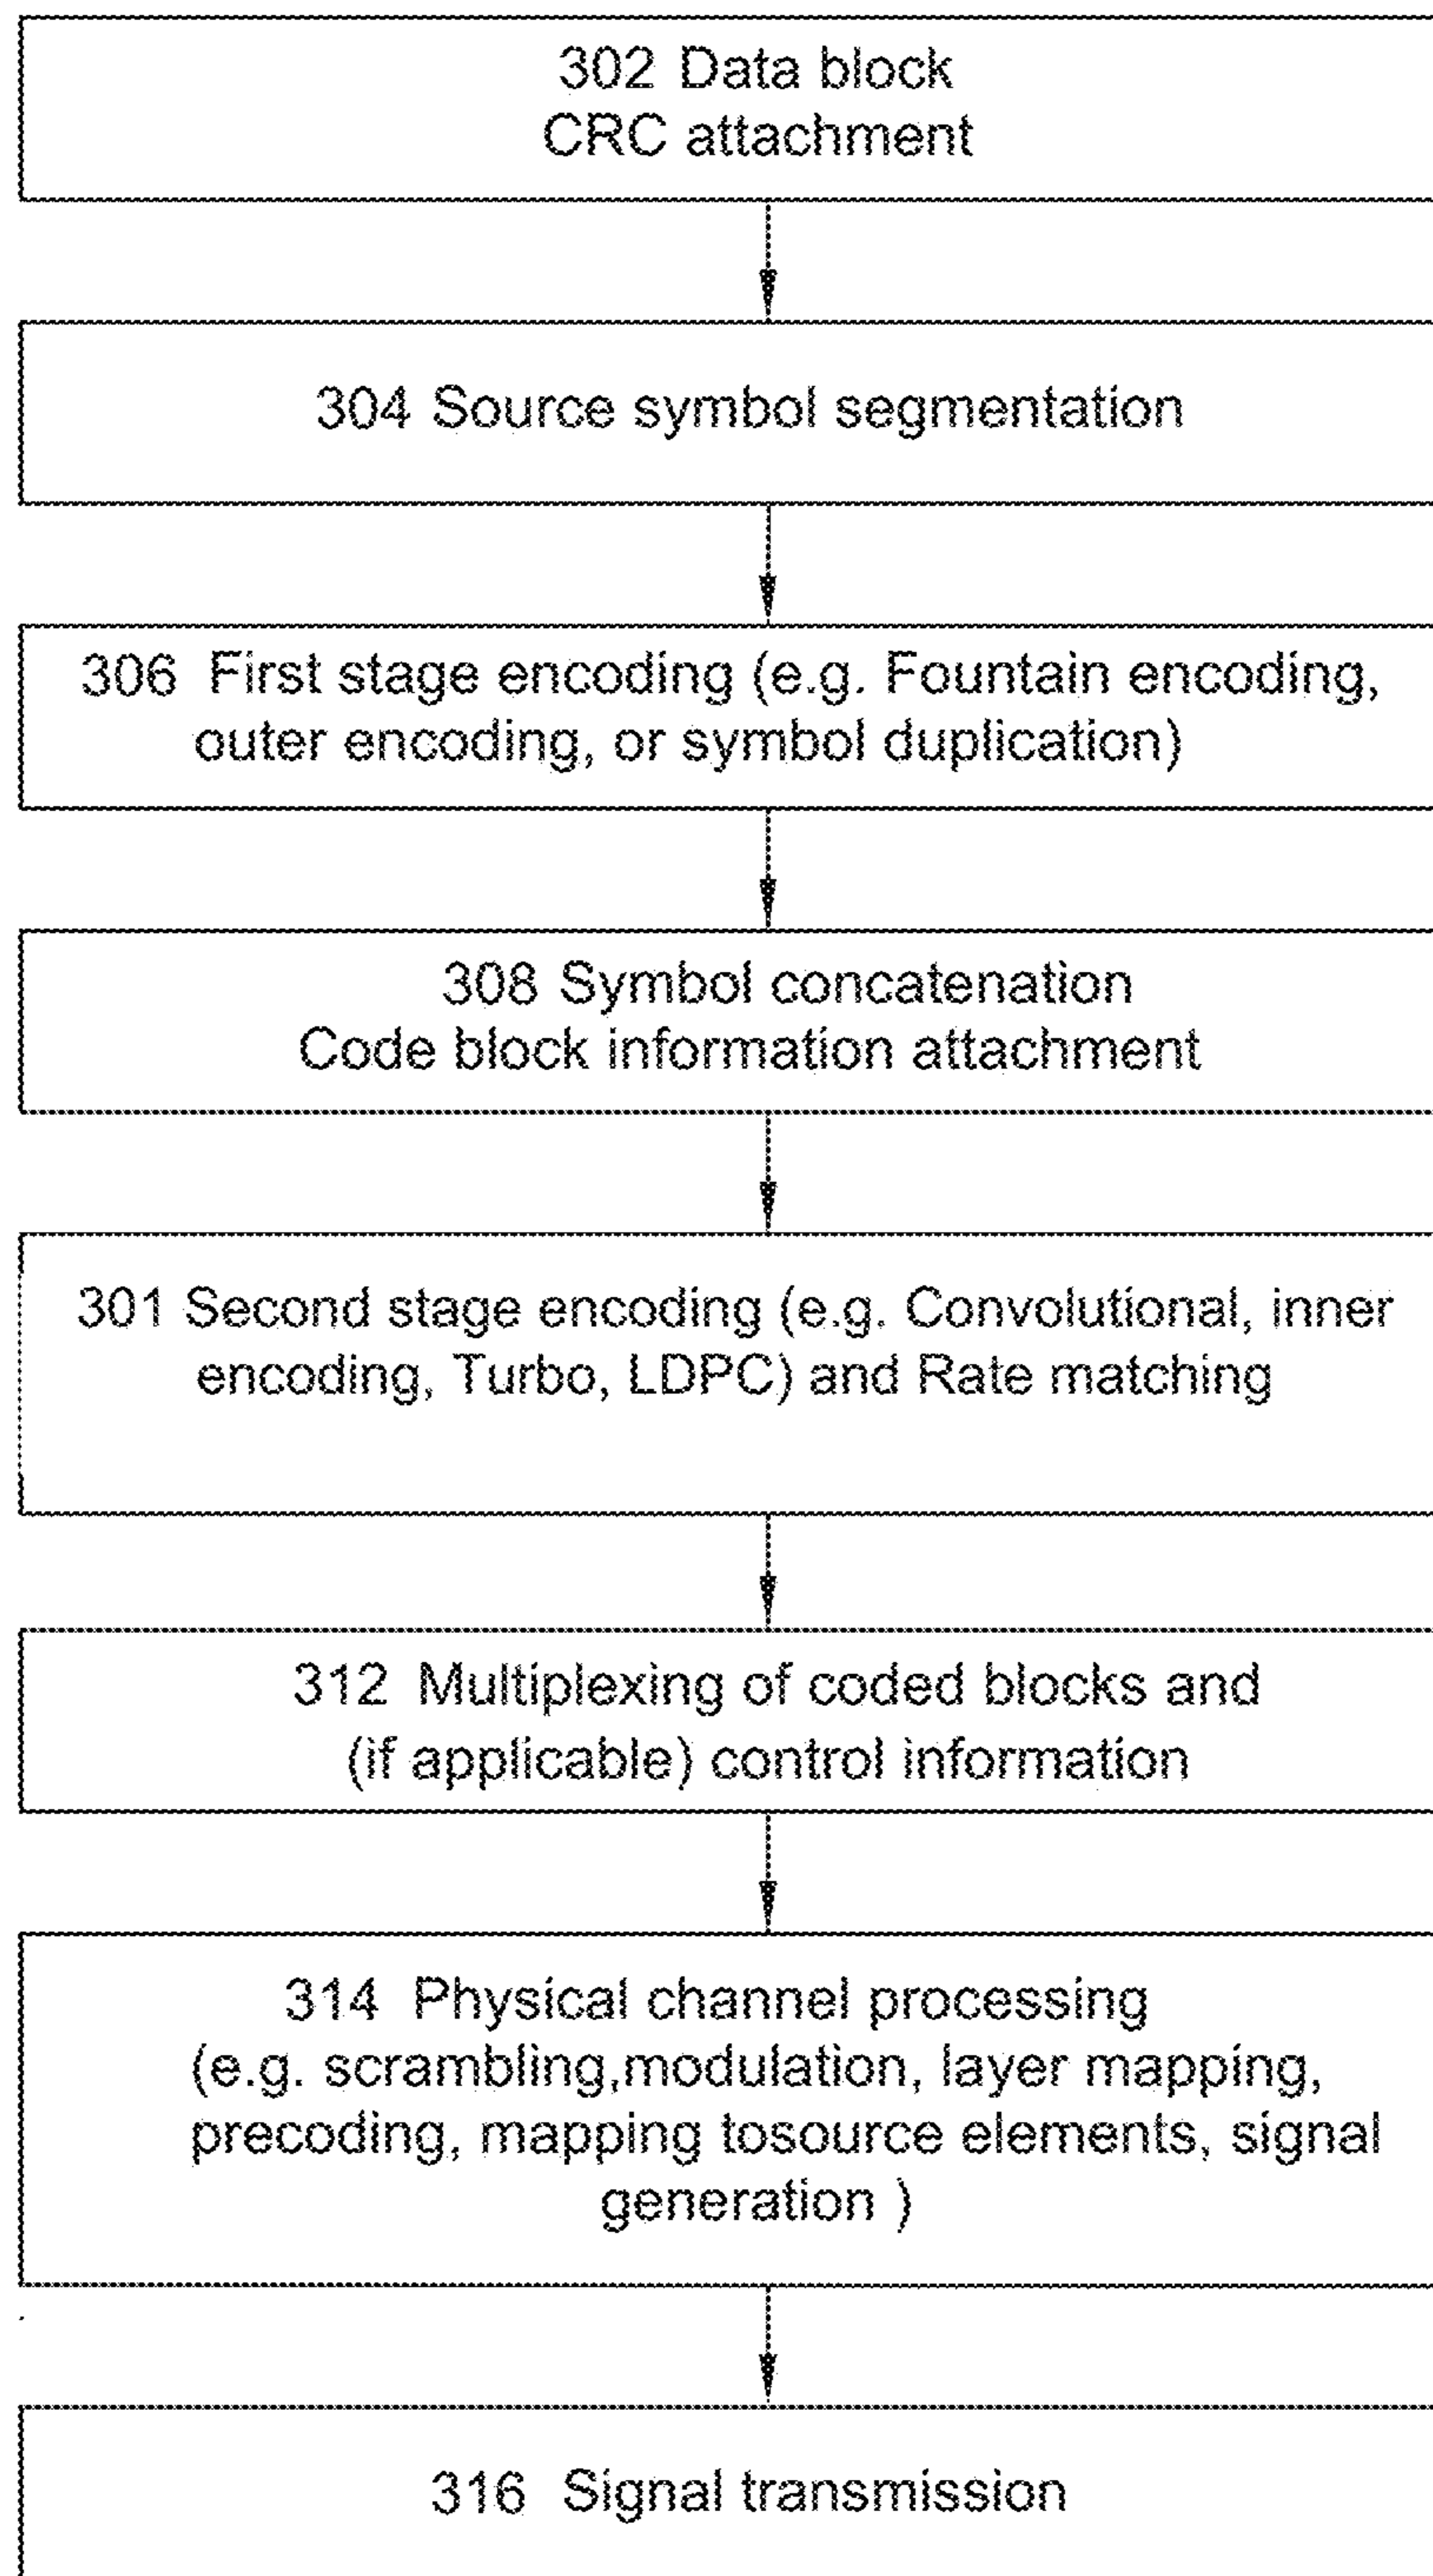 302 Data block
CRC attachment
304 Source symbol segmentation
306 First stage encoding (e.g. Fountain encoding,
outer encoding, or symbol duplication)
308 Symbol concatenation
Code block information attachment
301 Second stage encoding (e.g. Convolutional, inner
encoding, Turbo, LDPC) and Rate matching
312 Multiplexing of coded blocks and
(if applicable) control information
314 Physical channel processing
(e.g. scrambling,modulation, layer mapping,
precoding, mapping tosource elements, signal
generation )
316 Signal transmission